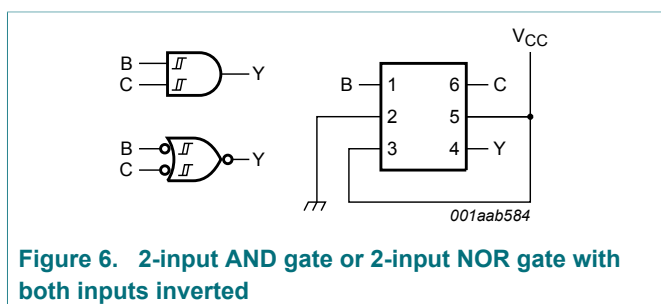 V_CC
B
C
Y
B 1 6 C
2 5
3 4 Y
B
C
Y
001aab584
Figure 6. 2-input AND gate or 2-input NOR gate with
both inputs inverted